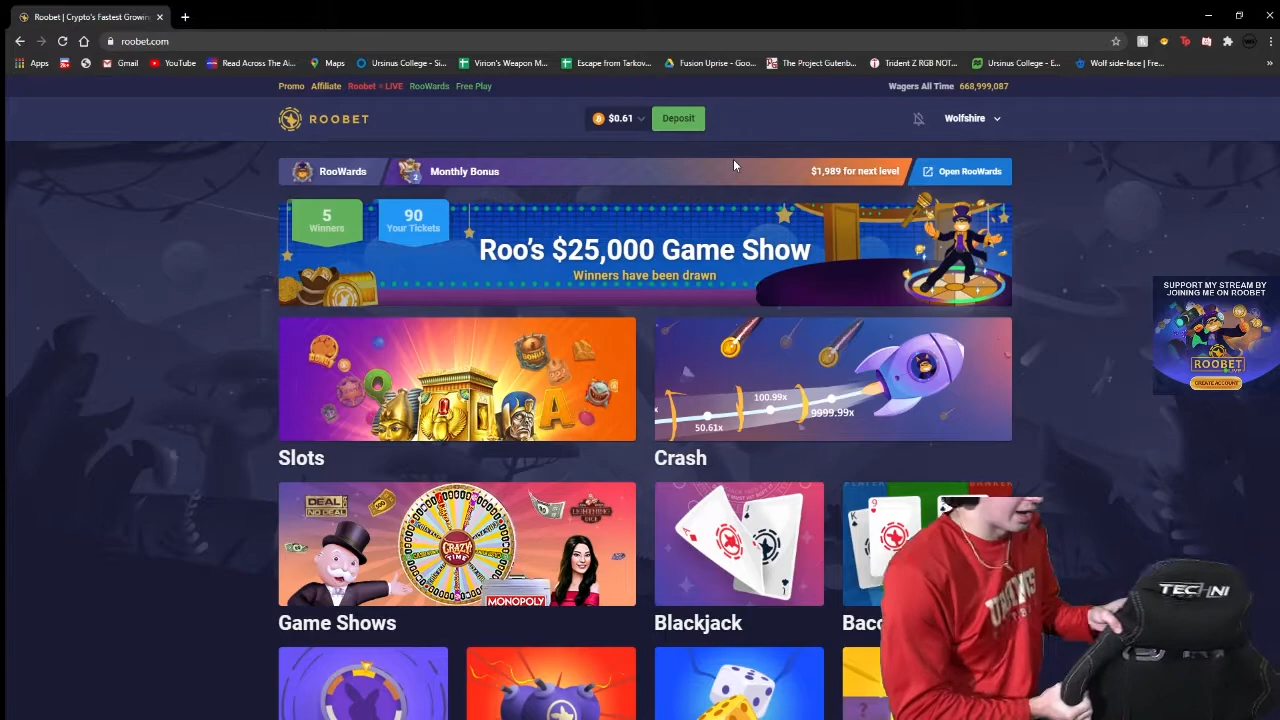 Roobet | Crypto's Fastest Growin
roobet.com
Apps
Gmail
YouTube
Read Across The Ai...
Maps
Ursinus College - Si...
Virion's Weapon M...
Escape from Tarkov...
Fusion Uprise - Goo...
The Project Gutenb...
Trident Z RGB NOT...
Ursinus College - E...
Wolf side-face | Fre...
»
Promo Affiliate Roobet LIVE RooWards Free Play
Wagers All Time 668,999,087
ROOBET
$0.61
Deposit
Wolfshire
RooWards
2
Monthly Bonus
$1,989 for next level
Open RooWards
5
Winners
90
Your Tickets
Roo's $25,000 Game Show
Winners have been drawn
SUPPORT MY STREAM BY
JOINING ME ON ROOBET
ROOBET
CREATE ACCOUNT
BONUS
Q
A
50.61x
100.99x
9999.99x
Slots
Crash
DEAL
NO DEAL
LIGHTNING
DICE
CRAZY
TIME
MONOPOLY
A
K
9
Game Shows
Blackjack
Bacc
TECHNI